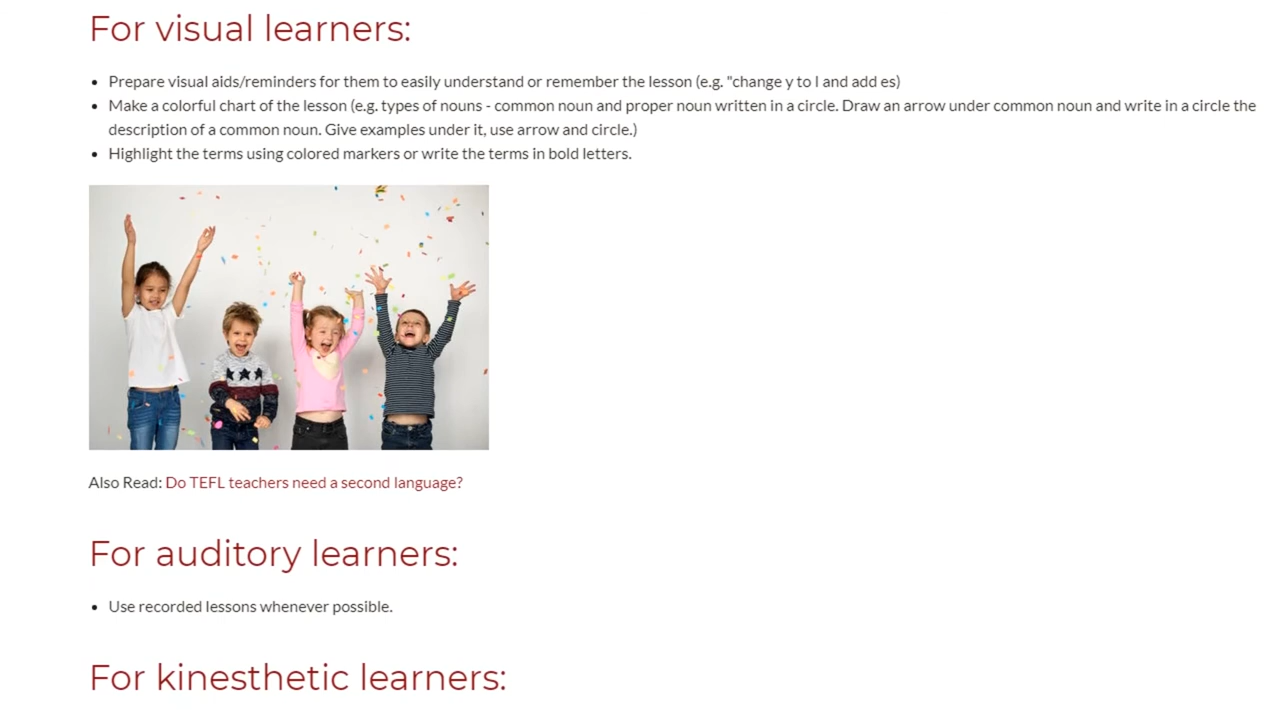 For visual learners:
Prepare visual aids/reminders for them to easily understand or remember the lesson (e.g. "change y to I and add es)
Make a colorful chart of the lesson (e.g. types of nouns - common noun and proper noun written in a circle. Draw an arrow under common noun and write in a circle the
description of a common noun. Give examples under it, use arrow and circle.)
Highlight the terms using colored markers or write the terms in bold letters.
Also Read: Do TEFL teachers need a second language?
For auditory learners:
Use recorded lessons whenever possible.
For kinesthetic learners: